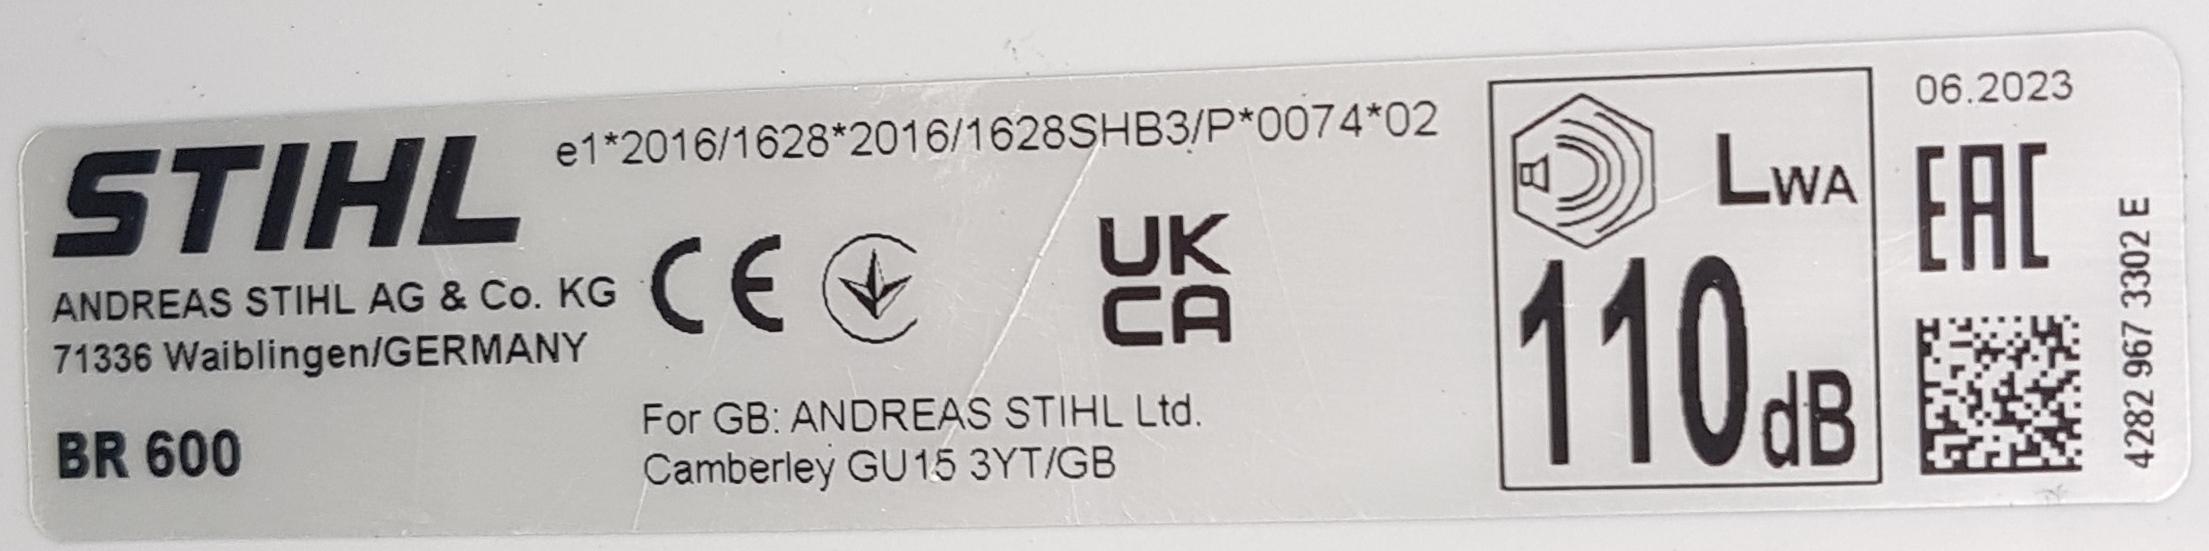 STIHL
e1*2016/1628*2016/1628SHB3/P*0074*02
ANDREAS STIHL AG & Co. KG
71336 Waiblingen/GERMANY
BR 600
CE
UK
CA
For GB: ANDREAS STIHL Ltd.
Camberley GU15 3YT/GB
LWA
110dB
06.2023
EAC
4282 967 3302 E